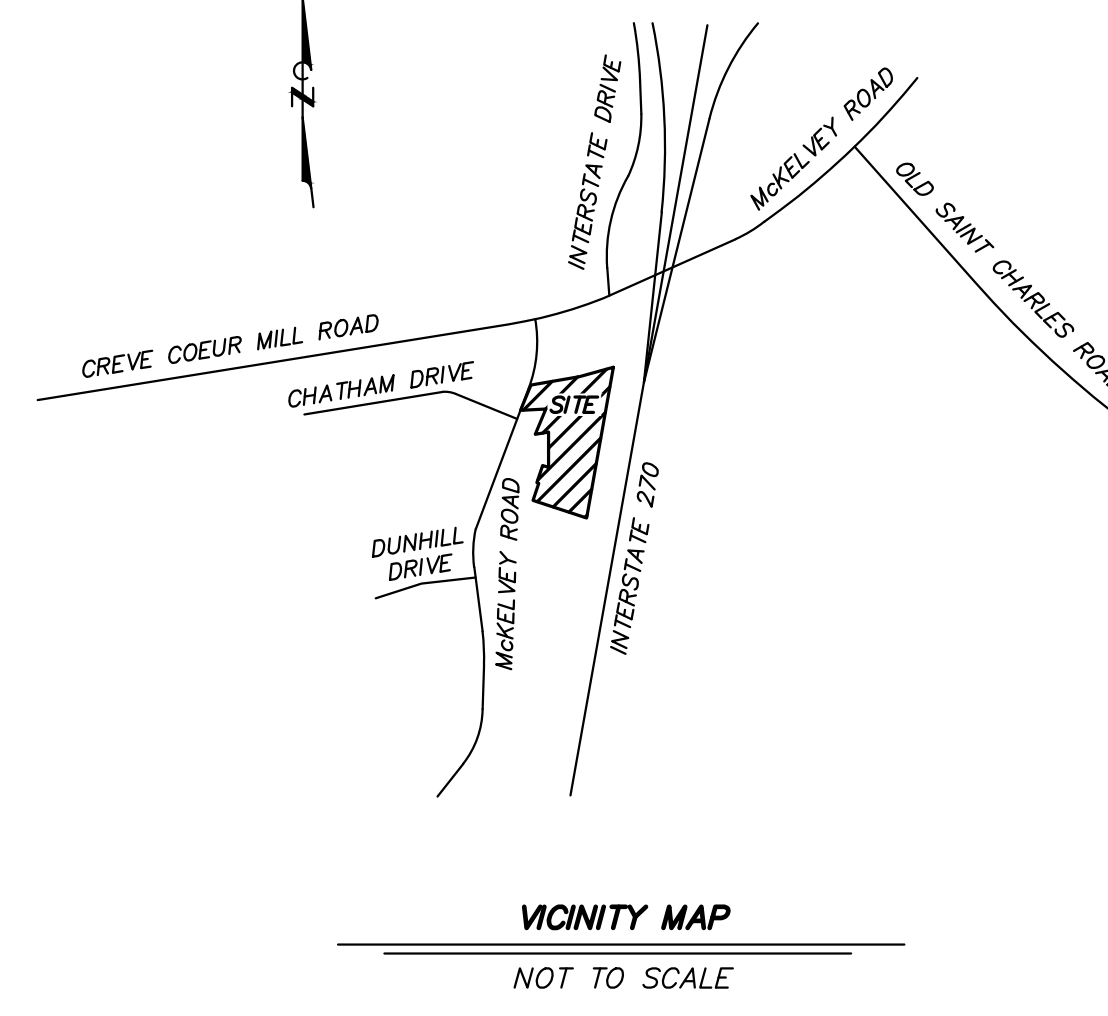 N
INTERSTATE DRIVE
McKELVEY ROAD
OLD SAINT CHARLES ROA
CREVE COEUR MILL ROAD
CHATHAM DRIVE
SITE
INTERSTATE 270
McKELVEY ROAD
DUNHILL
DRIVE
VICINITY MAP
NOT TO SCALE